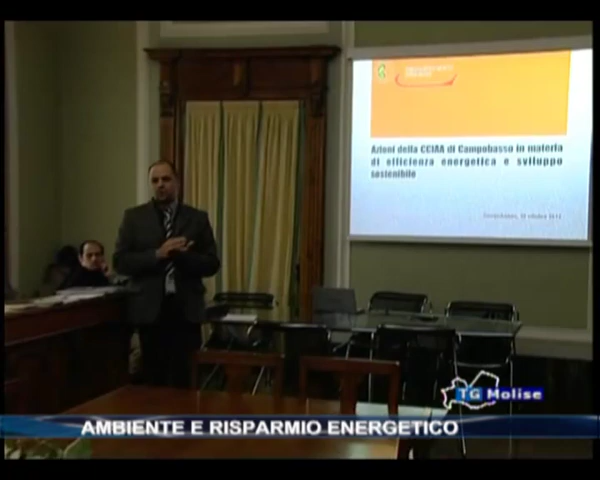 Azioni della CCIAA di Campobasso in materia
di efficienza energetica e sviluppo
sostenibile
TG Molise
AMBIENTE E RISPARMIO ENERGETICO